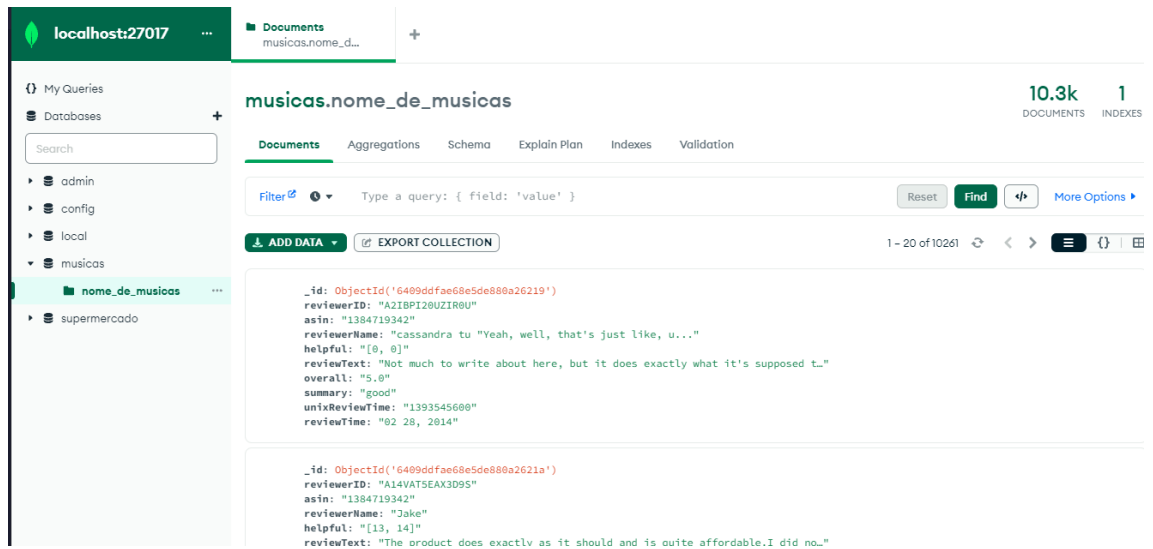 localhost:27017 ...
Documents
musicas.nome_d...
+
{} My Queries
Databases +
Search
admin
config
local
musicas
nome_de_musicas ...
supermercado
musicas.nome_de_musicas
10.3k 1
DOCUMENTS INDEXES
Documents Aggregations Schema Explain Plan Indexes Validation
Filter Type a query: { field: 'value' } Reset Find </> More Options
ADD DATA EXPORT COLLECTION 1 – 20 of 10261 {}
_id: ObjectId('6409ddfae68e5de880a26219')
reviewerID: "A2IBPI20UZIR0U"
asin: "1384719342"
reviewerName: "cassandra tu "Yeah, well, that's just like, u..."
helpful: "[0, 0]"
reviewText: "Not much to write about here, but it does exactly what it's supposed t…"
overall: "5.0"
summary: "good"
unixReviewTime: "1393545600"
reviewTime: "02 28, 2014"
_id: ObjectId('6409ddfae68e5de880a2621a')
reviewerID: "A14VAT5EAX3D9S"
asin: "1384719342"
reviewerName: "Jake"
helpful: "[13, 14]"
reviewText: "The product does exactly as it should and is quite affordable.I did no…"